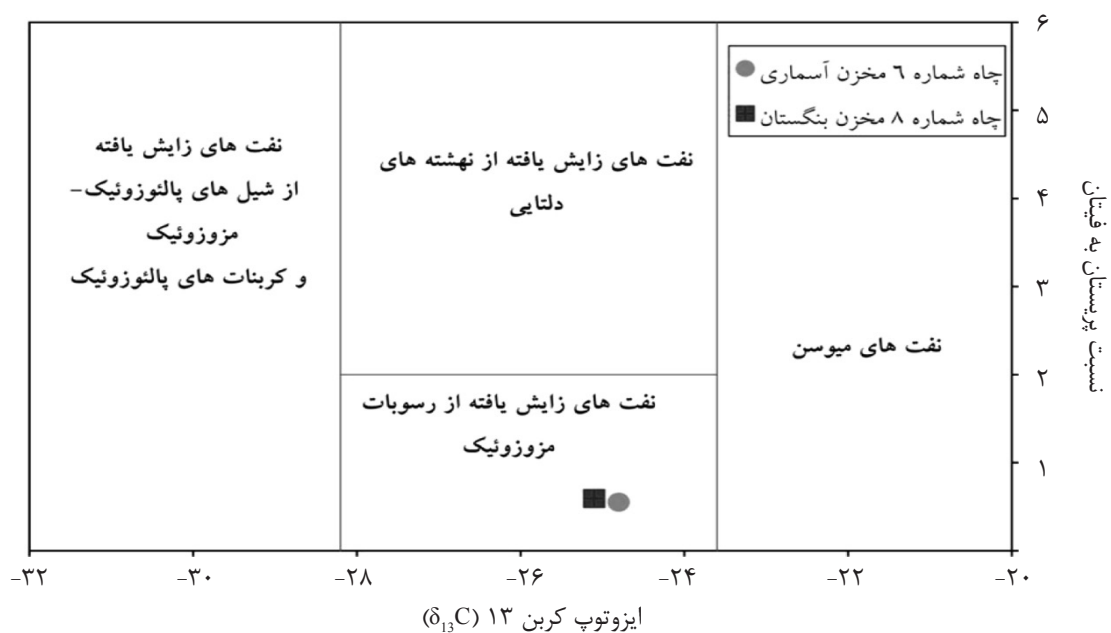 چاه شماره ٦ مخزن آسماری
چاه شماره ٨ مخزن بنگستان
نفت های زایش یافته
از شیل های پالئوزوئیک–
مزوزوئیک
و کربنات های پالئوزوئیک
نفت های زایش یافته از نهشته های
دلتایی
نفت های میوسن
نفت های زایش یافته از رسوبات
مزوزوئیک
۶
۵
۴
۳
۲
۱
نسبت پریستان به فیتان
−۳۲
−۳۰
−۲۸
−۲۶
−۲۴
−۲۲
−۲۰
ایزوتوپ کربن ۱۳ (δ₁₃C)